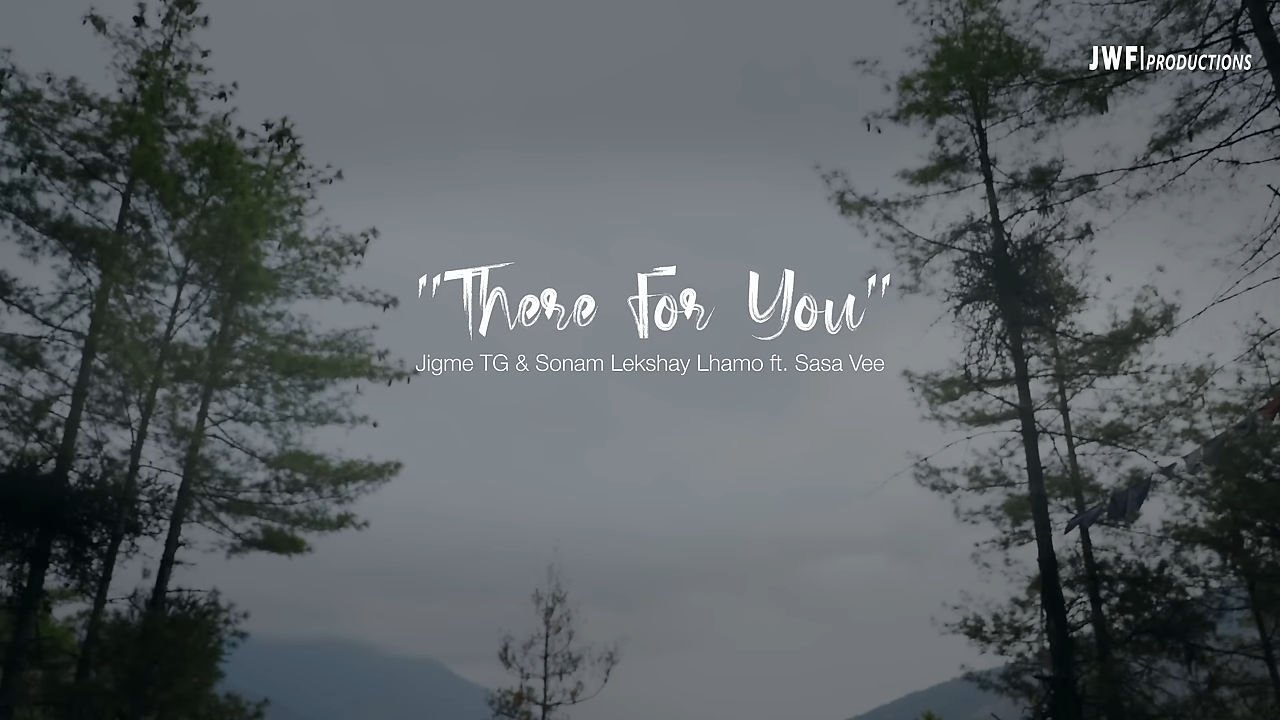 JWF|PRODUCTIONS
"There For You"
Jigme TG & Sonam Lekshay Lhamo ft. Sasa Vee